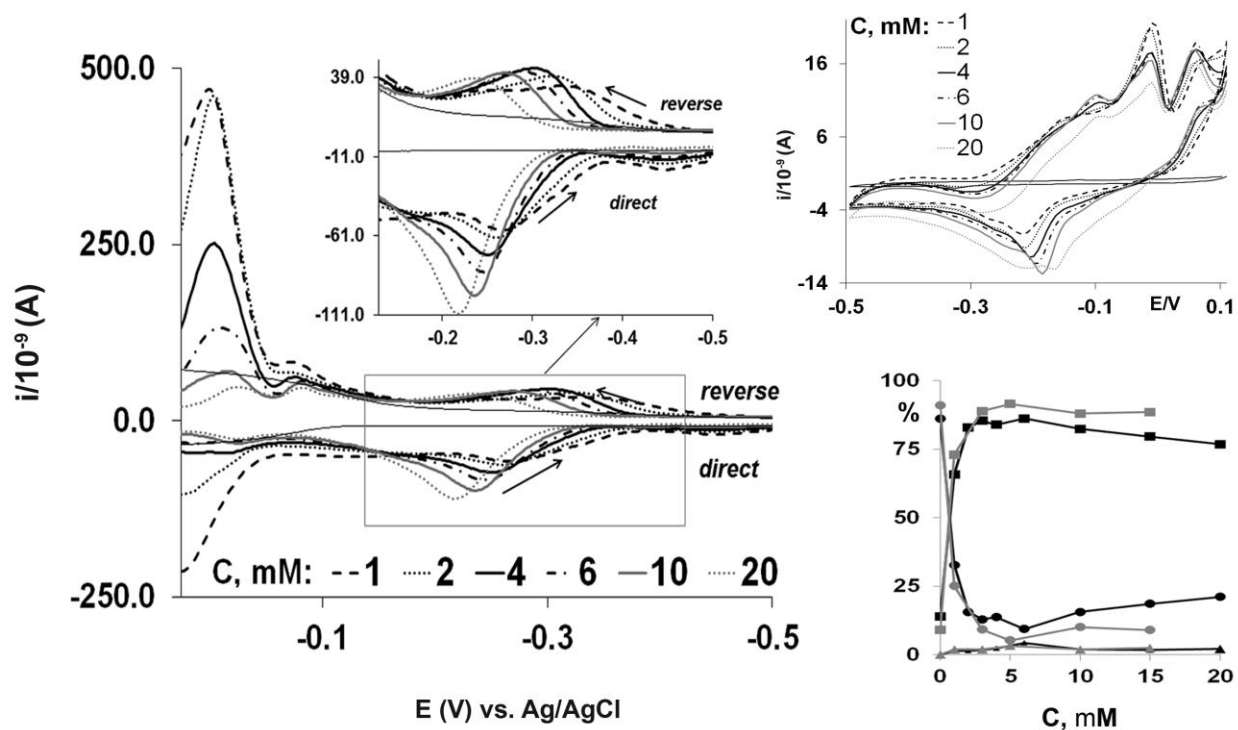 500.0
250.0
0.0
-250.0
i/10⁻⁹ (A)
-0.1 -0.3 -0.5
E (V) vs. Ag/AgCl
reverse
direct
C, mM: 1 2 4 6 10 20
39.0
-11.0
-61.0
-111.0
-0.2 -0.3 -0.4 -0.5
reverse
direct
C, mM: 1
2
4
6
10
20
16
6
-4
-14
i/10⁻⁹ (A)
-0.5 -0.3 -0.1 E/V 0.1
100
%
75
50
25
0
0 5 10 15 20
C, mM